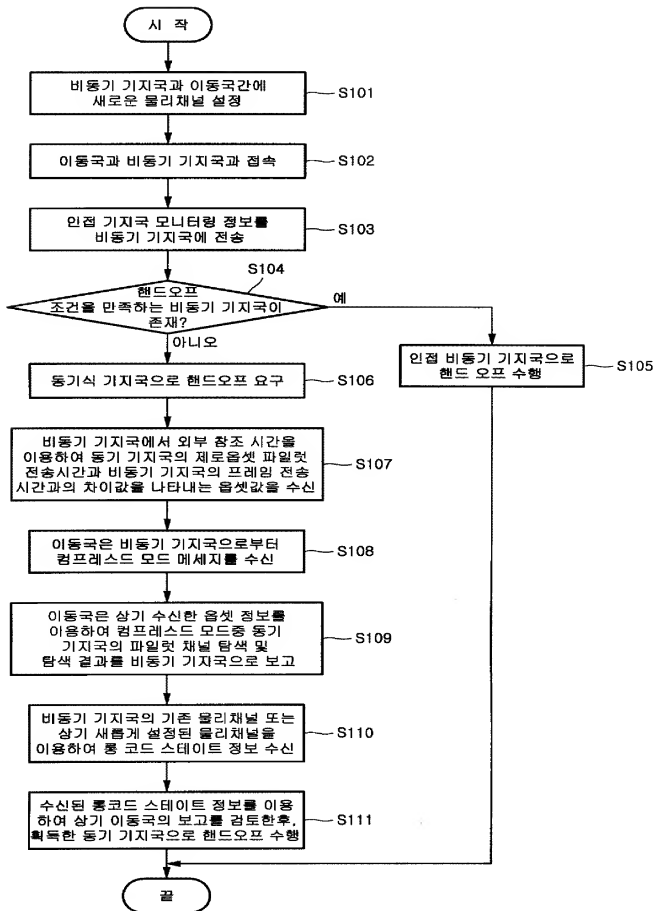 시 작
비동기 기지국과 이동국간에
새로운 물리채널 설정
S101
이동국과 비동기 기지국과 접속
S102
인접 기지국 모니터링 정보를
비동기 기지국에 전송
S103
S104
핸드오프
조건을 만족하는 비동기 기지국이
존재?
예
아니오
인접 비동기 기지국으로
핸드 오프 수행
S105
동기식 기지국으로 핸드오프 요구
S106
비동기 기지국에서 외부 참조 시간을
이용하여 동기 기지국의 제로옵셋 파일럿
전송시간과 비동기 기지국의 프레임 전송
시간과의 차이값을 나타내는 옵셋값을 수신
S107
이동국은 비동기 기지국으로부터
컴프레스드 모드 메세지를 수신
S108
이동국은 상기 수신한 옵셋 정보를
이용하여 컴프레스드 모드중 동기
기지국의 파일럿 채널 탐색 및
탐색 결과를 비동기 기지국으로 보고
S109
비동기 기지국의 기존 물리채널 또는
상기 새롭게 설정된 물리채널을
이용하여 롱 코드 스테이트 정보 수신
S110
수신된 롱코드 스테이트 정보를 이용
하여 상기 이동국의 보고를 검토한후,
획득한 동기 기지국으로 핸드오프 수행
S111
끝